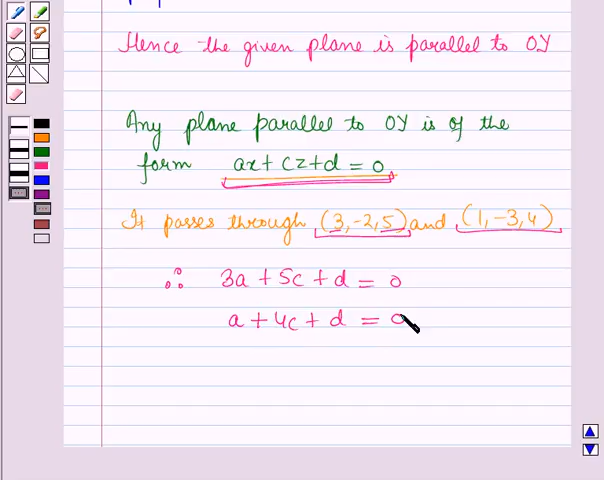 Hence the given plane is parallel to OY
Any plane parallel to OY is of the
form ax + cz + d = 0
It passes through (3, -2, 5) and (1, -3, 4)
∴ 3a + 5c + d = 0
a + 4c + d = 0